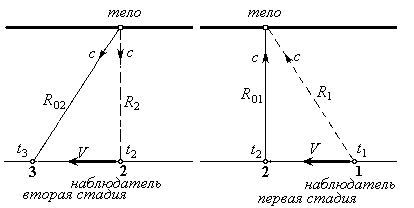 тело
тело
c
c
c
c
R02
R2
R01
R1
t3
V
t2
t2
V
t1
3
2
2
1
наблюдатель
наблюдатель
вторая стадия
первая стадия